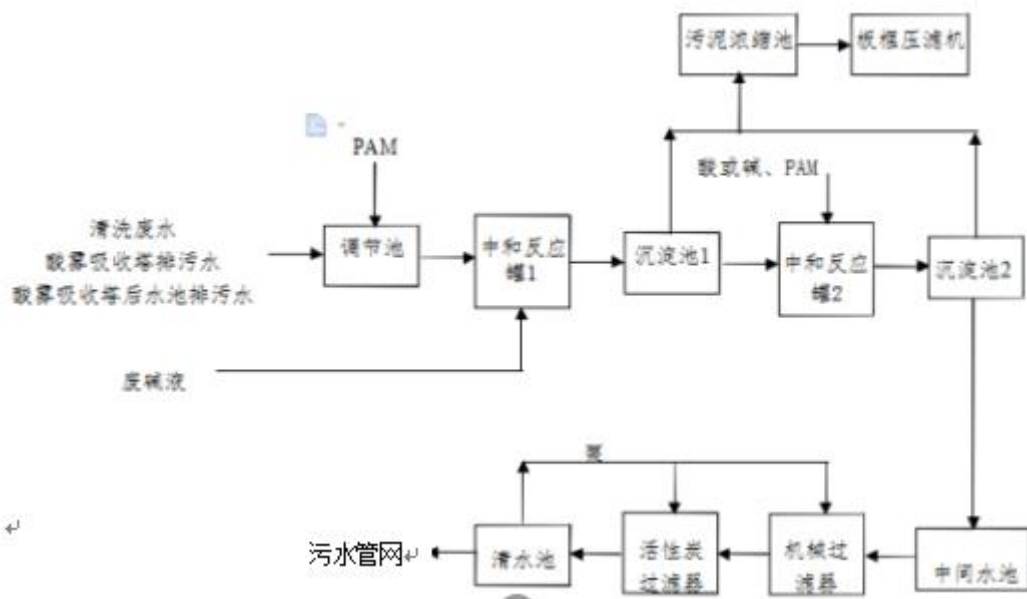 污泥浓缩池
板框压滤机
PAM
酸或碱、PAM
清洗废水
酸雾吸收塔排污水
酸雾吸收塔后水池排污水
调节池
中和反应
罐1
沉淀池1
中和反应
罐2
沉淀池2
废碱液
污水管网
清水池
活性炭
过滤器
机械过
滤器
中间水池